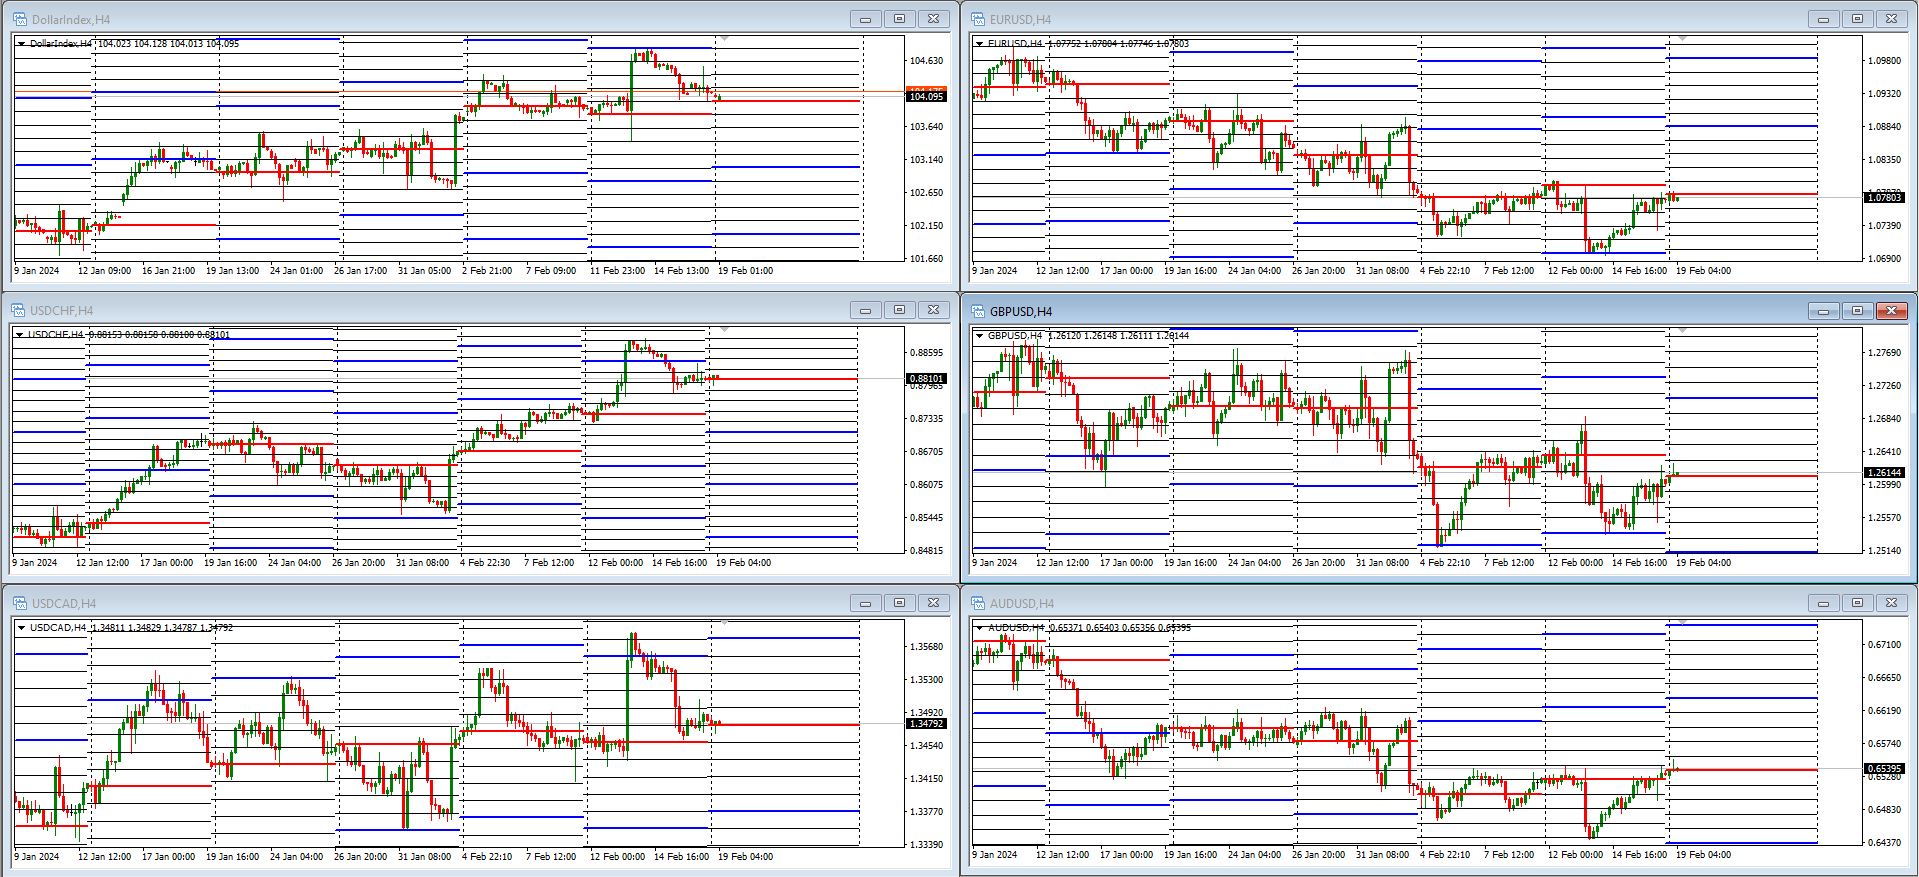 DollarIndex,H4
DollarIndex,H4 104.023 104.128 104.013 104.095
104.630
104.095
103.640
103.140
102.650
102.150
101.660
9 Jan 2024 12 Jan 09:00 16 Jan 21:00 19 Jan 13:00 24 Jan 01:00 26 Jan 17:00 31 Jan 05:00 2 Feb 21:00 7 Feb 09:00 11 Feb 23:00 14 Feb 13:00 19 Feb 01:00
EURUSD,H4
EURUSD,H4 1.07752 1.07804 1.07746 1.07803
1.09800
1.09320
1.08840
1.08350
1.07803
1.07390
1.06900
9 Jan 2024 12 Jan 12:00 17 Jan 00:00 19 Jan 16:00 24 Jan 04:00 26 Jan 20:00 31 Jan 08:00 4 Feb 22:10 7 Feb 12:00 12 Feb 00:00 14 Feb 16:00 19 Feb 04:00
USDCHF,H4
USDCHF,H4 0.88153 0.88158 0.88100 0.88101
0.88595
0.88101
0.87965
0.87335
0.86705
0.86075
0.85445
0.84815
9 Jan 2024 12 Jan 12:00 17 Jan 00:00 19 Jan 16:00 24 Jan 04:00 26 Jan 20:00 31 Jan 08:00 4 Feb 22:30 7 Feb 12:00 12 Feb 00:00 14 Feb 16:00 19 Feb 04:00
GBPUSD,H4
GBPUSD,H4 1.26120 1.26148 1.26111 1.26144
1.27690
1.27260
1.26840
1.26410
1.26144
1.25990
1.25570
1.25140
9 Jan 2024 12 Jan 12:00 17 Jan 00:00 19 Jan 16:00 24 Jan 04:00 26 Jan 20:00 31 Jan 08:00 4 Feb 22:10 7 Feb 12:00 12 Feb 00:00 14 Feb 16:00 19 Feb 04:00
USDCAD,H4
USDCAD,H4 1.34811 1.34829 1.34787 1.34792
1.35680
1.35300
1.34920
1.34792
1.34540
1.34150
1.33770
1.33390
9 Jan 2024 12 Jan 12:00 17 Jan 00:00 19 Jan 16:00 24 Jan 04:00 26 Jan 20:00 31 Jan 08:00 4 Feb 22:10 7 Feb 12:00 12 Feb 00:00 14 Feb 16:00 19 Feb 04:00
AUDUSD,H4
AUDUSD,H4 0.65371 0.65403 0.65356 0.65395
0.67100
0.66650
0.66190
0.65740
0.65395
0.65280
0.64830
0.64370
9 Jan 2024 12 Jan 12:00 17 Jan 00:00 19 Jan 16:00 24 Jan 04:00 26 Jan 20:00 31 Jan 08:00 4 Feb 22:10 7 Feb 12:00 12 Feb 00:00 14 Feb 16:00 19 Feb 04:00